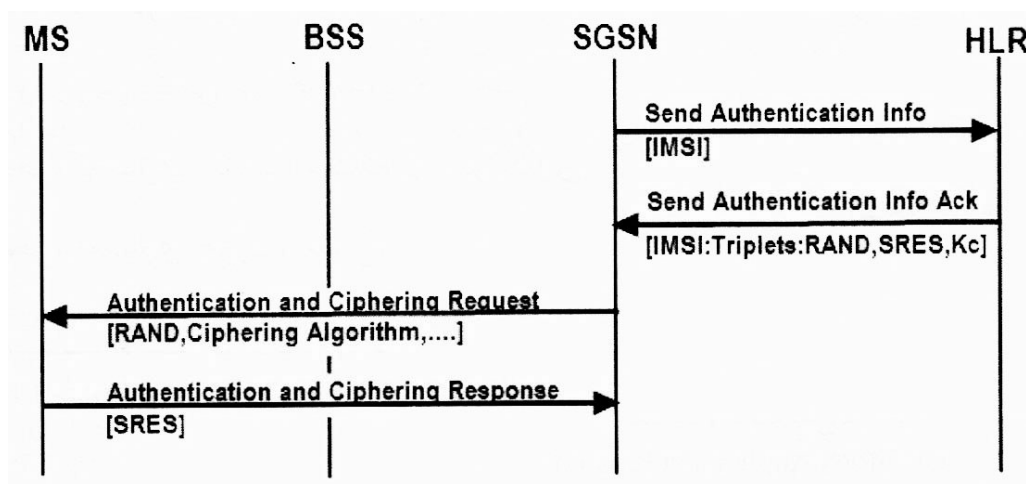 MS BSS SGSN HLR
Send Authentication Info
[IMSI]
Send Authentication Info Ack
[IMSI:Triplets:RAND,SRES,Kc]
Authentication and Ciphering Request
[RAND,Ciphering Algorithm,....]
Authentication and Ciphering Response
[SRES]